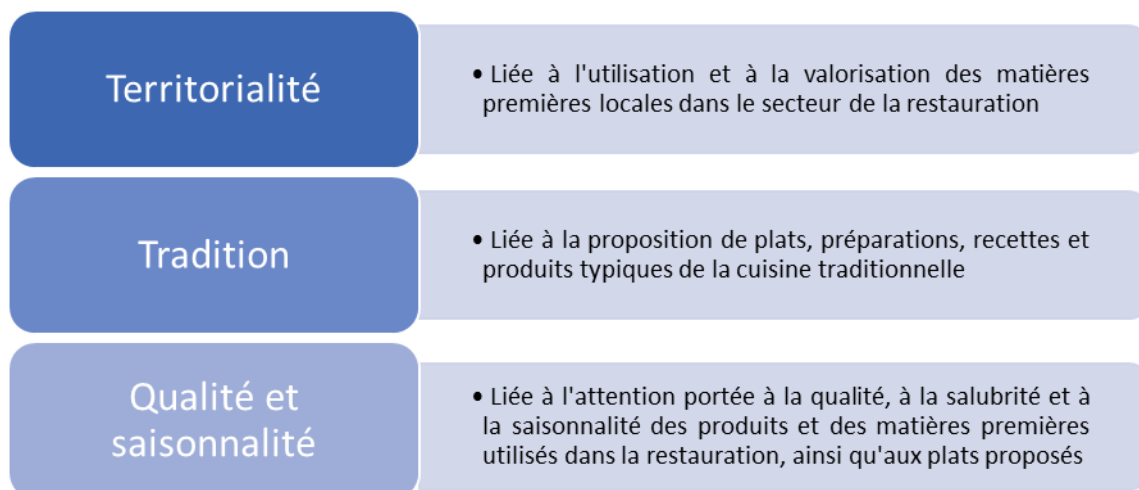 Territorialité
• Liée à l'utilisation et à la valorisation des matières
premières locales dans le secteur de la restauration
Tradition
• Liée à la proposition de plats, préparations, recettes et
produits typiques de la cuisine traditionnelle
Qualité et
saisonnalité
• Liée à l'attention portée à la qualité, à la salubrité et à
la saisonnalité des produits et des matières premières
utilisés dans la restauration, ainsi qu'aux plats proposés